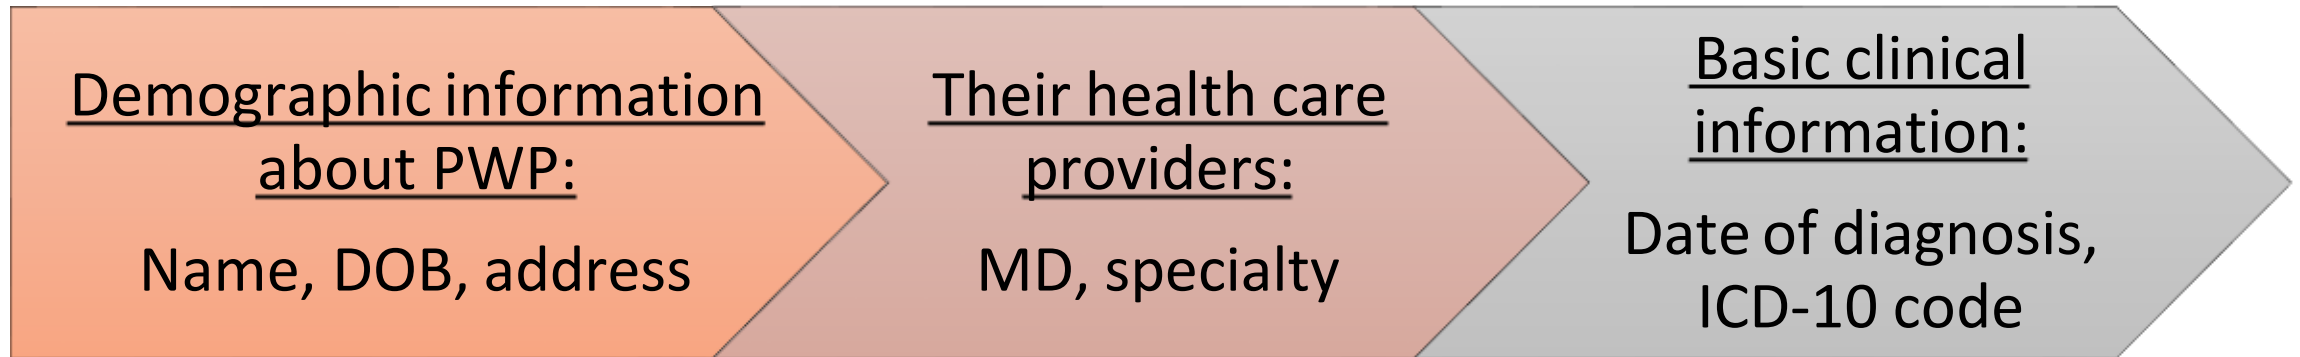 Demographic information
about PWP:
Name, DOB, address
Their health care
providers:
MD, specialty
Basic clinical
information:
Date of diagnosis,
ICD-10 code